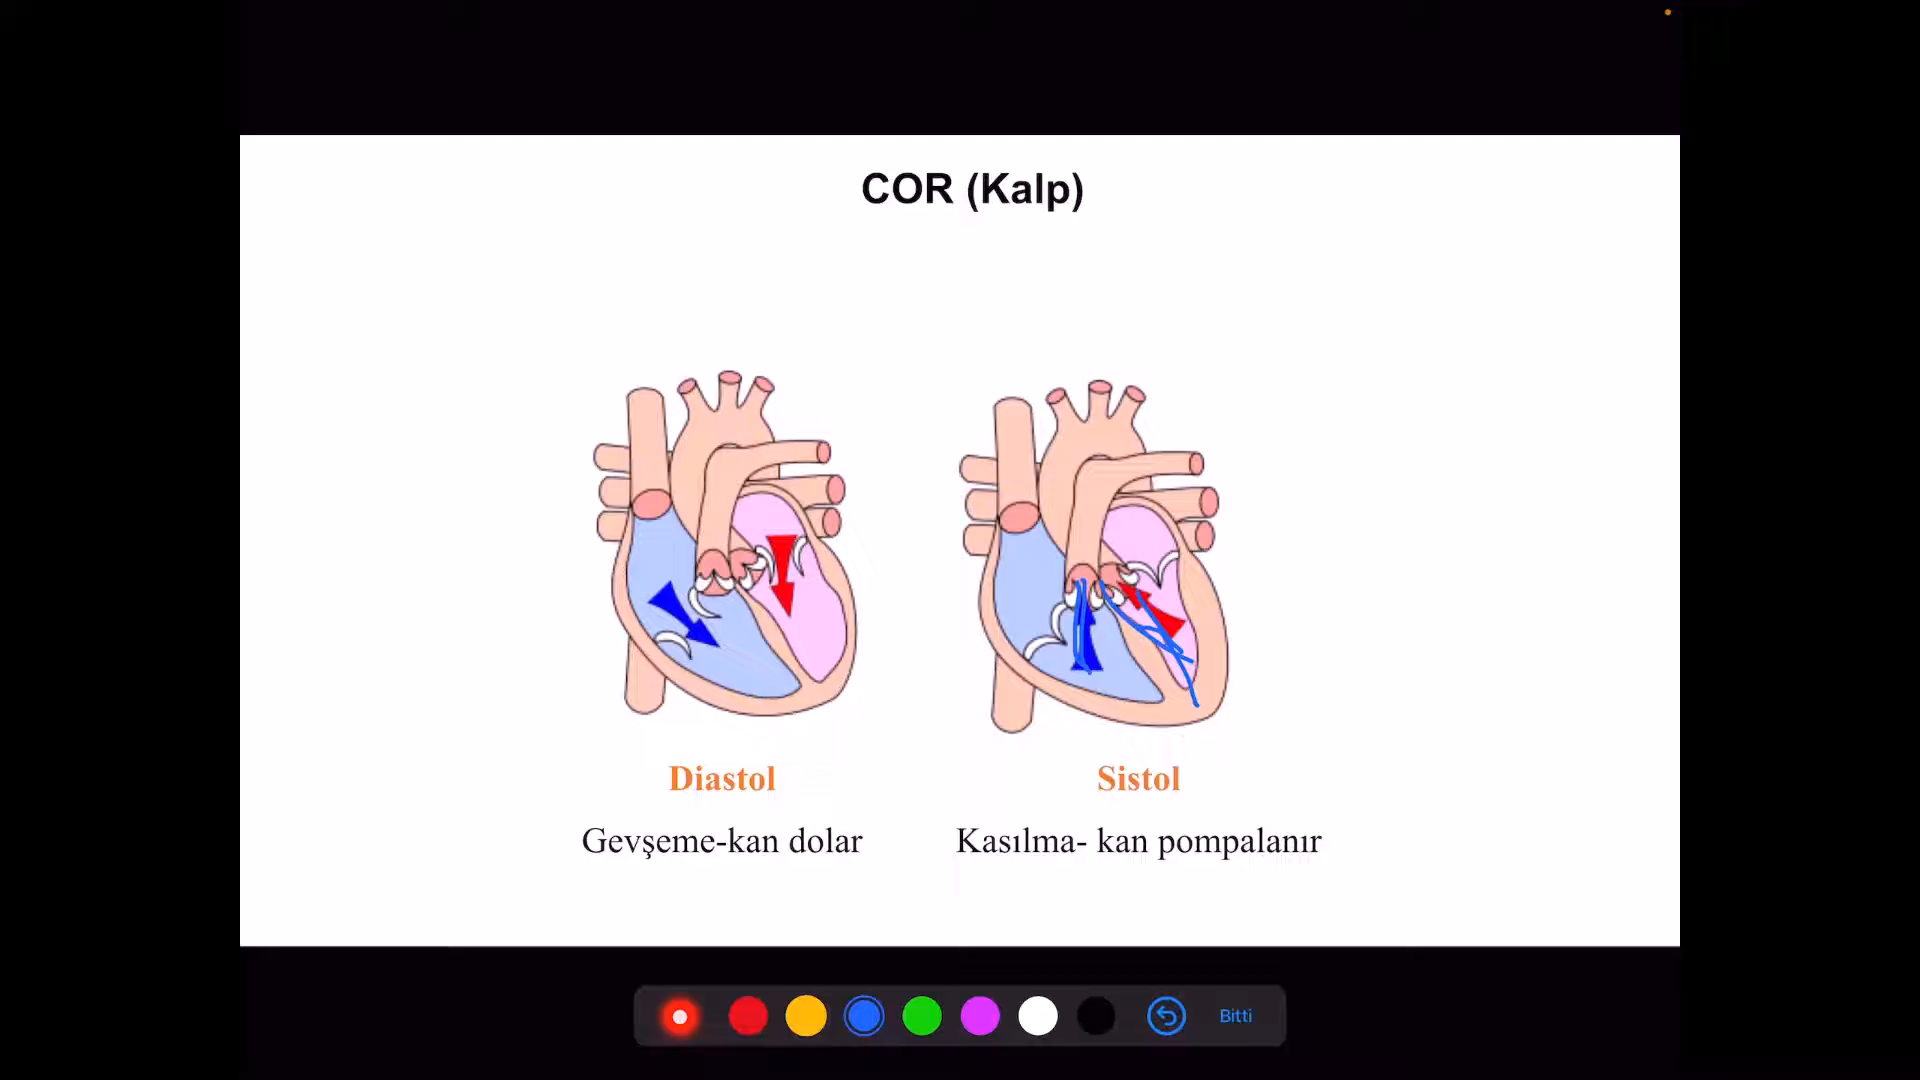 COR (Kalp)
Diastol
Sistol
Gevşeme-kan dolar
Kasılma- kan pompalanır
Bitti